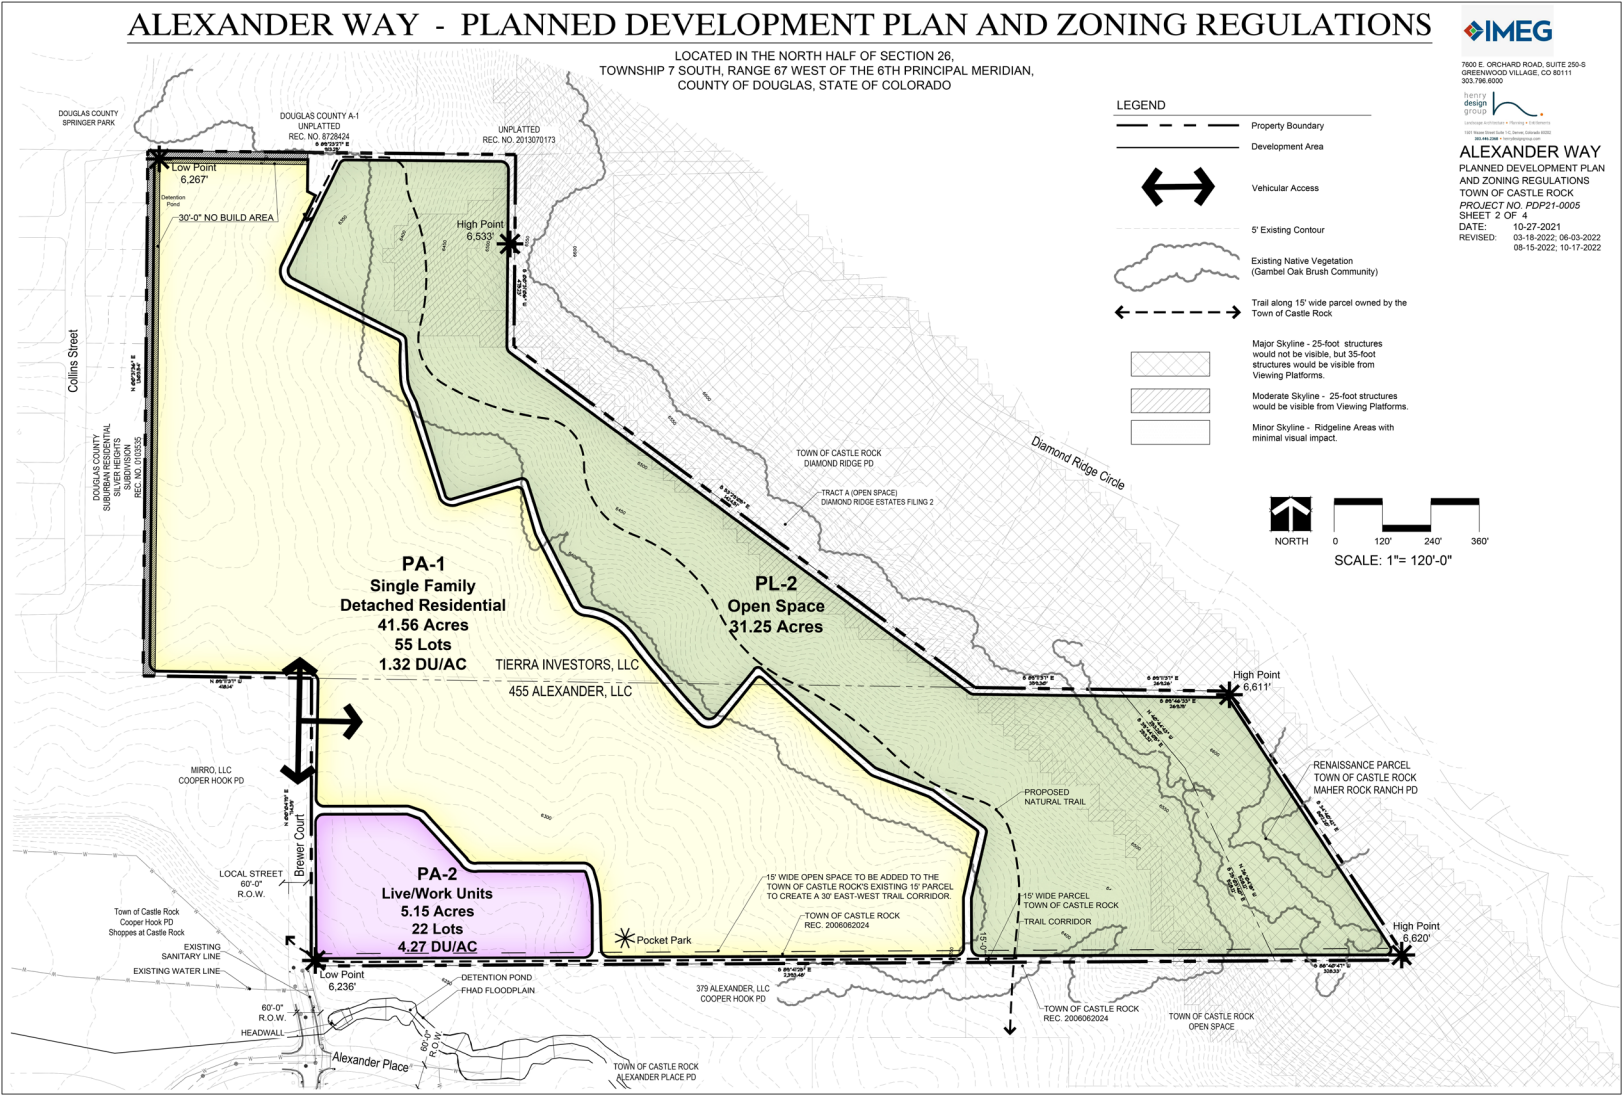 ALEXANDER WAY - PLANNED DEVELOPMENT PLAN AND ZONING REGULATIONS
LOCATED IN THE NORTH HALF OF SECTION 26,
TOWNSHIP 7 SOUTH, RANGE 67 WEST OF THE 6TH PRINCIPAL MERIDIAN,
COUNTY OF DOUGLAS, STATE OF COLORADO
IMEG
7600 E. ORCHARD ROAD, SUITE 250-S
GREENWOOD VILLAGE, CO 80111
303.796.6000
henry
design
group
ALEXANDER WAY
PLANNED DEVELOPMENT PLAN
AND ZONING REGULATIONS
TOWN OF CASTLE ROCK
PROJECT NO. PDP21-0005
SHEET 2 OF 4
DATE: 10-27-2021
REVISED: 03-18-2022; 06-03-2022
08-15-2022; 10-17-2022
LEGEND
Property Boundary
Development Area
Vehicular Access
5' Existing Contour
Existing Native Vegetation
(Gambel Oak Brush Community)
Trail along 15' wide parcel owned by the
Town of Castle Rock
Major Skyline - 25-foot structures
would not be visible, but 35-foot
structures would be visible from
Viewing Platforms.
Moderate Skyline - 25-foot structures
would be visible from Viewing Platforms.
Minor Skyline - Ridgeline Areas with
minimal visual impact.
NORTH
0 120' 240' 360'
SCALE: 1"= 120'-0"
DOUGLAS COUNTY
SPRINGER PARK
DOUGLAS COUNTY A-1
UNPLATTED
REC. NO. 8728424
UNPLATTED
REC. NO. 2013070173
Low Point
6,267'
Detention
Pond
30'-0" NO BUILD AREA
High Point
6,533'
Collins Street
DOUGLAS COUNTY
SUBURBAN RESIDENTIAL
SILVER HEIGHTS
SUBDIVISION
REC. NO. 0103535
Diamond Ridge Circle
TOWN OF CASTLE ROCK
DIAMOND RIDGE PD
TRACT A (OPEN SPACE)
DIAMOND RIDGE ESTATES FILING 2
PA-1
Single Family
Detached Residential
41.56 Acres
55 Lots
1.32 DU/AC
PL-2
Open Space
31.25 Acres
TIERRA INVESTORS, LLC
455 ALEXANDER, LLC
High Point
6,611'
MIRRO, LLC
COOPER HOOK PD
RENAISSANCE PARCEL
TOWN OF CASTLE ROCK
MAHER ROCK RANCH PD
PROPOSED
NATURAL TRAIL
Brewer Court
LOCAL STREET
60'-0"
R.O.W.
PA-2
Live/Work Units
5.15 Acres
22 Lots
4.27 DU/AC
15' WIDE OPEN SPACE TO BE ADDED TO THE
TOWN OF CASTLE ROCK'S EXISTING 15' PARCEL
TO CREATE A 30' EAST-WEST TRAIL CORRIDOR.
TOWN OF CASTLE ROCK
REC. 2006062024
15' WIDE PARCEL
TOWN OF CASTLE ROCK
TRAIL CORRIDOR
15'-0"
Pocket Park
High Point
6,620'
Town of Castle Rock
Cooper Hook PD
Shoppes at Castle Rock
EXISTING
SANITARY LINE
EXISTING WATER LINE
Low Point
6,236'
DETENTION POND
FHAD FLOODPLAIN
379 ALEXANDER, LLC
COOPER HOOK PD
TOWN OF CASTLE ROCK
REC. 2006062024
TOWN OF CASTLE ROCK
OPEN SPACE
60'-0"
R.O.W.
HEADWALL
60'-0"
R.O.W.
Alexander Place
TOWN OF CASTLE ROCK
ALEXANDER PLACE PD